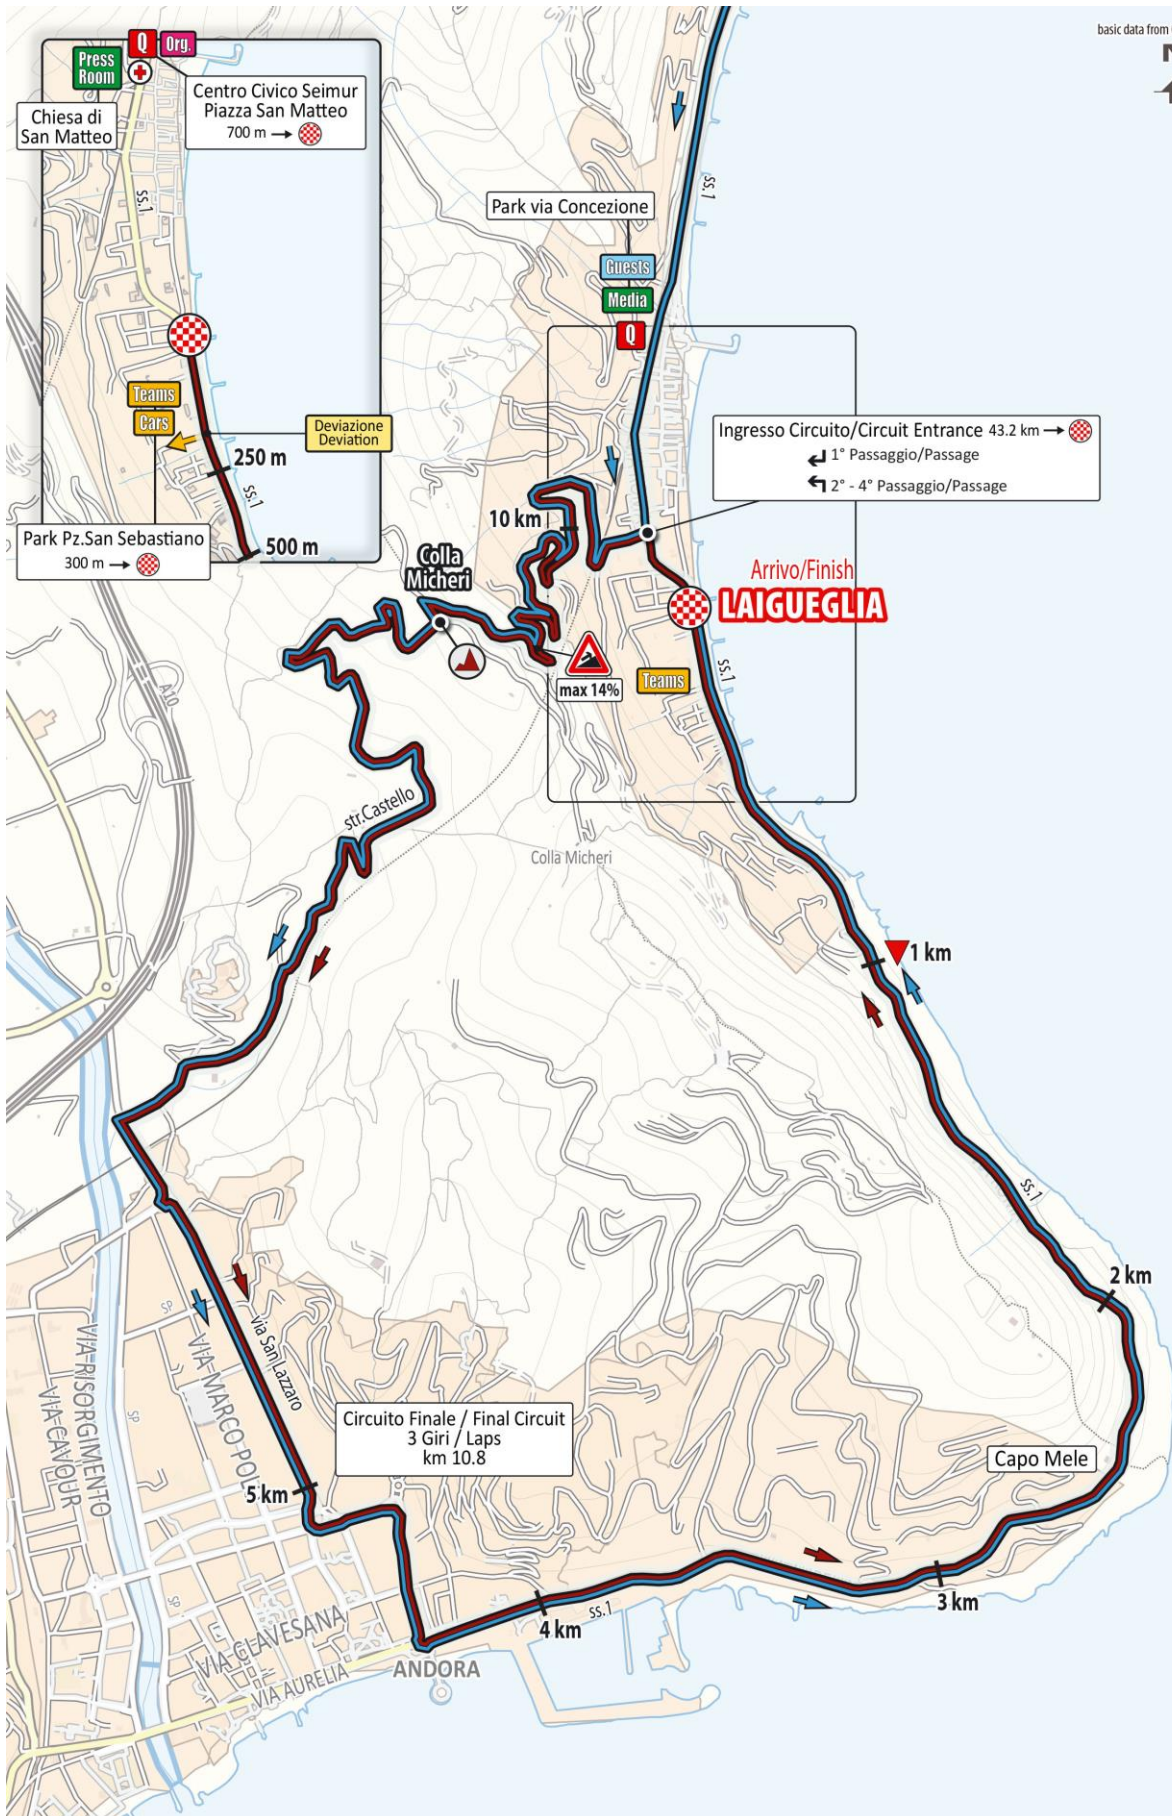 basic data from
N
Q
Org.
Press
Room
Chiesa di
San Matteo
Centro Civico Seimur
Piazza San Matteo
700 m →
ss.1
Teams
Cars
Deviazione
Deviation
250 m
ss.1
500 m
Park Pz.San Sebastiano
300 m →
ss.1
Park via Concezione
Guests
Media
Q
Ingresso Circuito/Circuit Entrance 43.2 km →
1° Passaggio/Passage
2° - 4° Passaggio/Passage
10 km
Colla
Micheri
Arrivo/Finish
LAIGUEGLIA
max 14%
Teams
ss.1
A10
str.Castello
Colla Micheri
1 km
ss.1
2 km
SP
via San Lazzaro
VIA MARCO POL
VIA RISORGIMENTO
VIA CAVOUR
SP
Circuito Finale / Final Circuit
3 Giri / Laps
km 10.8
Capo Mele
5 km
SP
3 km
4 km
ss.1
VIA CLAVESANA
VIA AURELIA
ANDORA